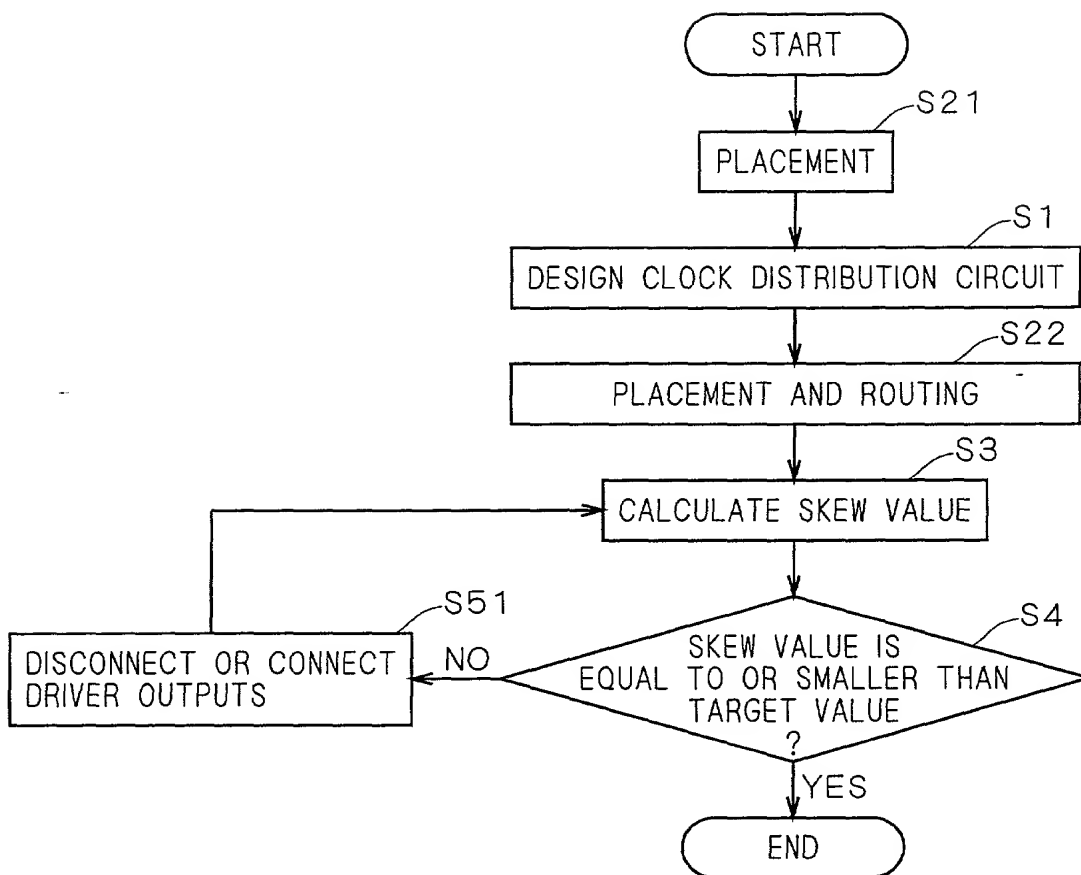 START
S21
PLACEMENT
S1
DESIGN CLOCK DISTRIBUTION CIRCUIT
S22
PLACEMENT AND ROUTING
S3
CALCULATE SKEW VALUE
S51
DISCONNECT OR CONNECT
DRIVER OUTPUTS
NO
S4
SKEW VALUE IS
EQUAL TO OR SMALLER THAN
TARGET VALUE
?
YES
END